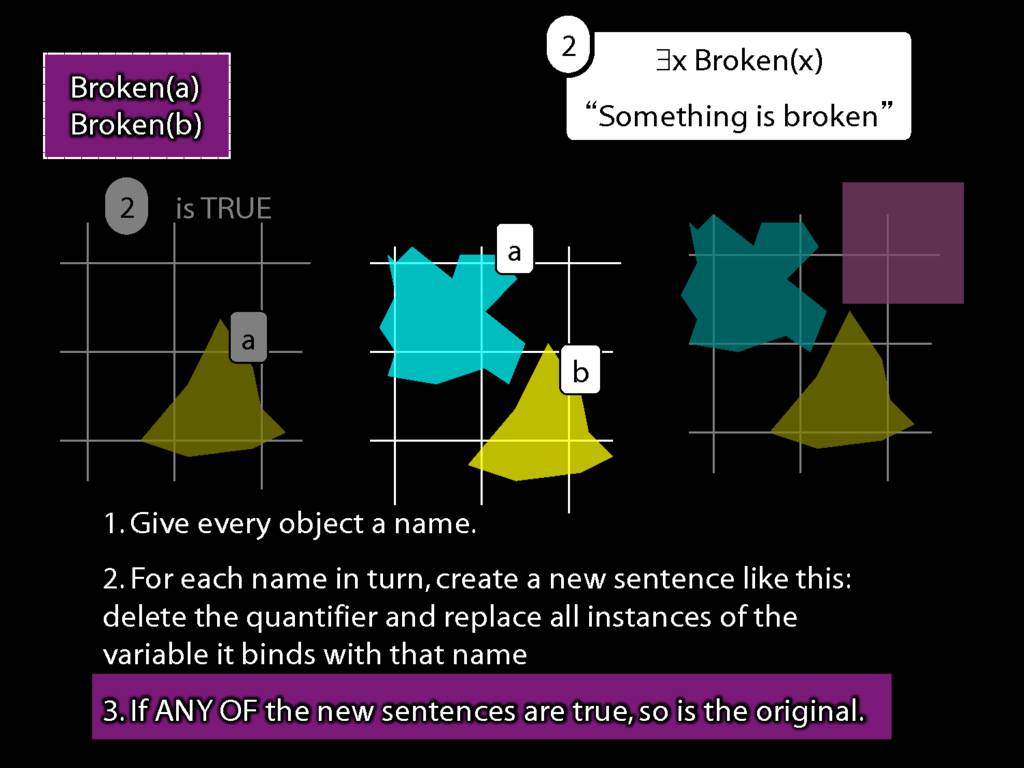 2
∃x Broken(x)
“Something is broken”
Broken(a)
Broken(b)
2 is TRUE
a
a
b
1. Give every object a name.
2. For each name in turn, create a new sentence like this:
delete the quantifier and replace all instances of the
variable it binds with that name
3. If ANY OF the new sentences are true, so is the original.